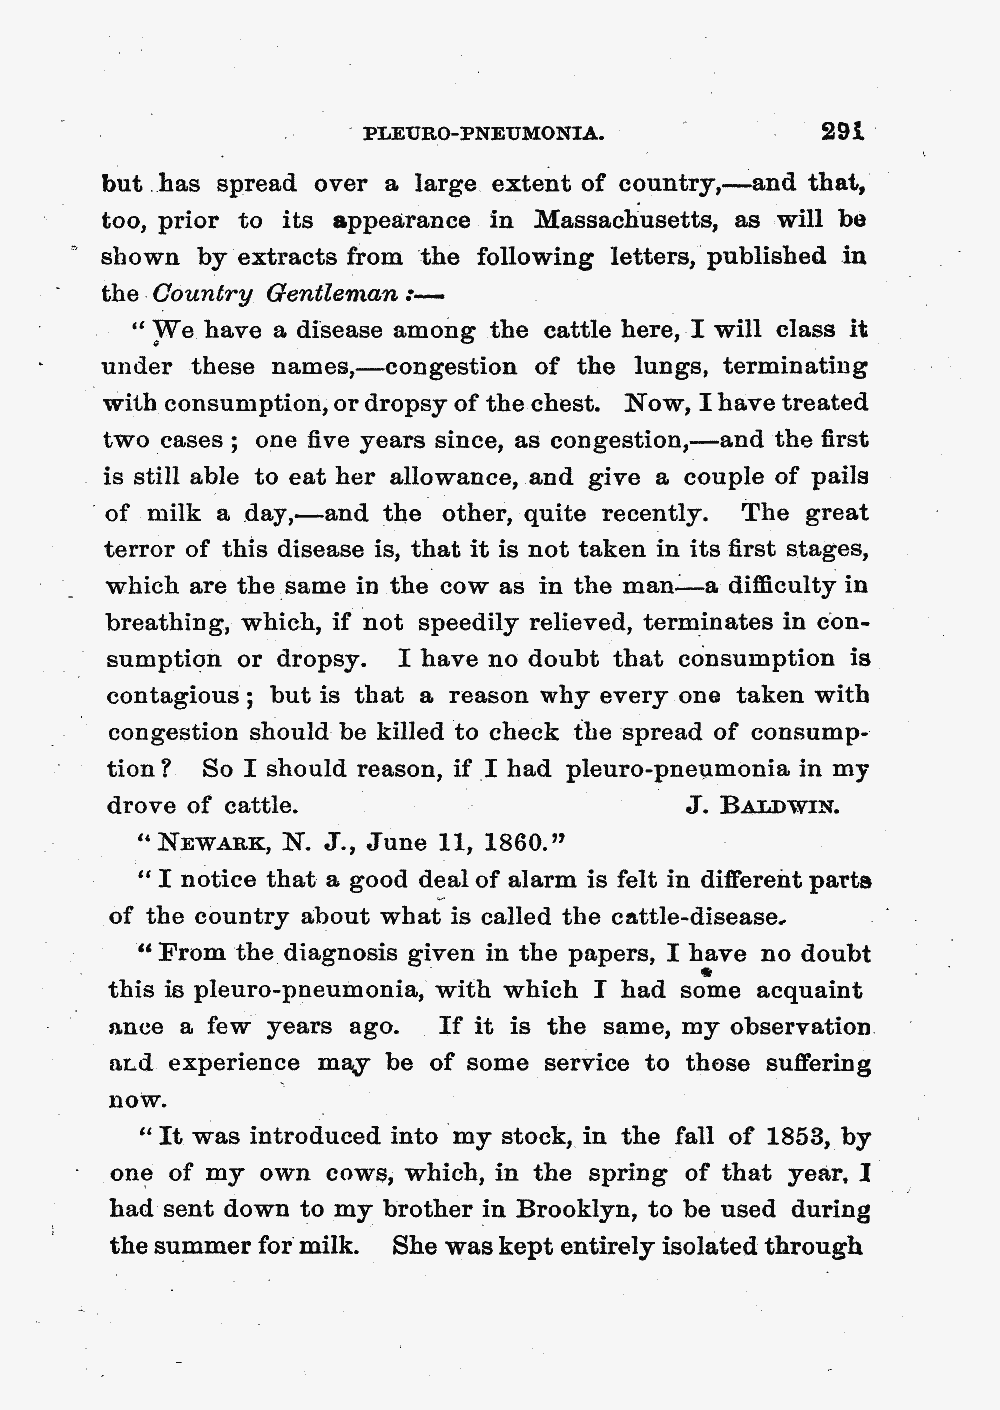 PLEURO-PNEUMONIA. 291
but has spread over a large extent of country,—and that,
too, prior to its appearance in Massachusetts, as will be
shown by extracts from the following letters, published in
the Country Gentleman :—
“ We have a disease among the cattle here, I will class it
under these names,—congestion of the lungs, terminating
with consumption, or dropsy of the chest. Now, I have treated
two cases ; one five years since, as congestion,—and the first
is still able to eat her allowance, and give a couple of pails
of milk a day,—and the other, quite recently. The great
terror of this disease is, that it is not taken in its first stages,
which are the same in the cow as in the man—a difficulty in
breathing, which, if not speedily relieved, terminates in con-
sumption or dropsy. I have no doubt that consumption is
contagious ; but is that a reason why every one taken with
congestion should be killed to check the spread of consump-
tion ? So I should reason, if I had pleuro-pneumonia in my
drove of cattle. J. BALDWIN.
“ NEWARK, N. J., June 11, 1860.”
“ I notice that a good deal of alarm is felt in different parts
of the country about what is called the cattle-disease.
“ From the diagnosis given in the papers, I have no doubt
this is pleuro-pneumonia, with which I had some acquaint
ance a few years ago. If it is the same, my observation
and experience may be of some service to those suffering
now.
“ It was introduced into my stock, in the fall of 1853, by
one of my own cows, which, in the spring of that year, I
had sent down to my brother in Brooklyn, to be used during
the summer for milk. She was kept entirely isolated through